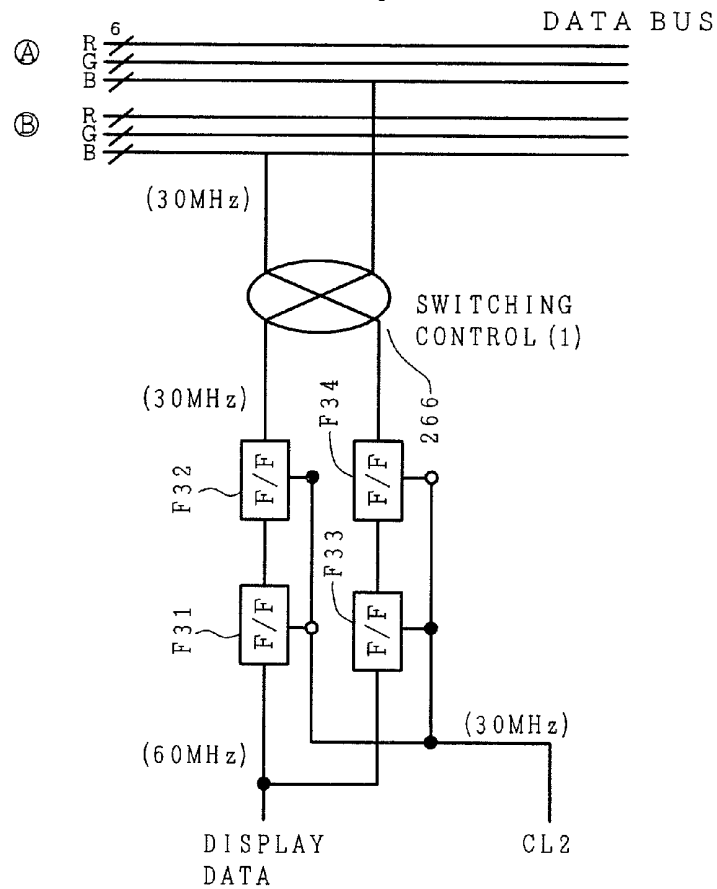 DATA BUS
6
Ⓐ R
G
B
Ⓑ R
G
B
(30MHz)
SWITCHING
CONTROL (1)
(30MHz)
F34
266
F32
F/F
F/F
F33
F31
F/F
F/F
(30MHz)
(60MHz)
DISPLAY
DATA
CL2